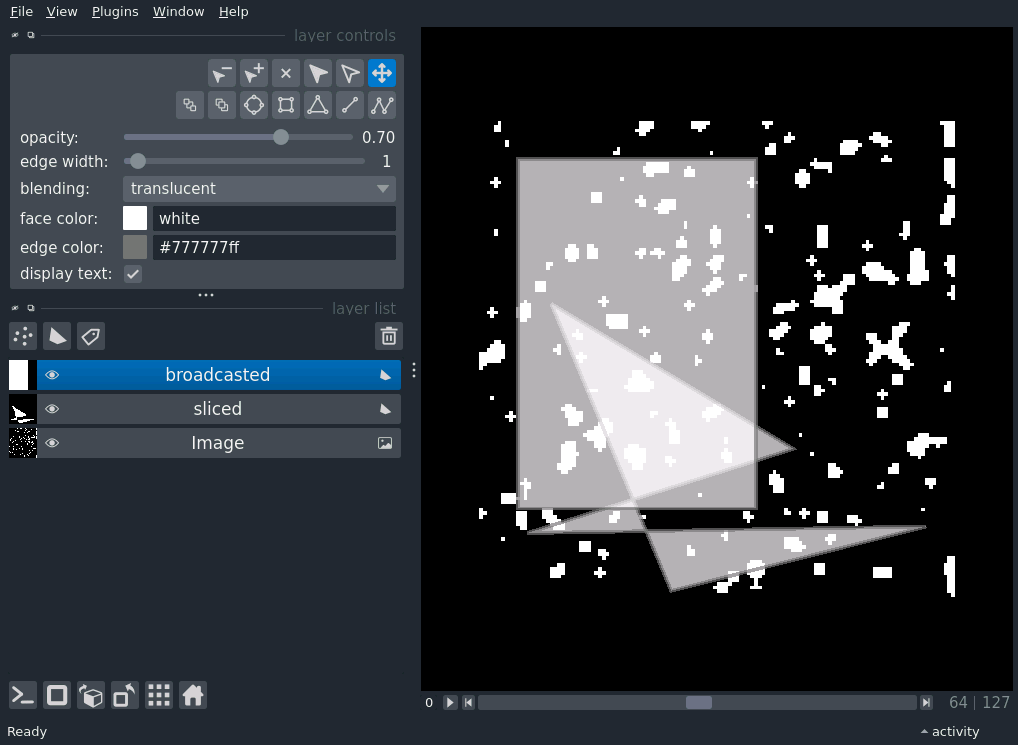 File View Plugins Window Help
layer controls
opacity: 0.70
edge width: 1
blending: translucent
face color: white
edge color: #777777ff
display text:
layer list
broadcasted
sliced
Image
0 64 | 127
Ready activity